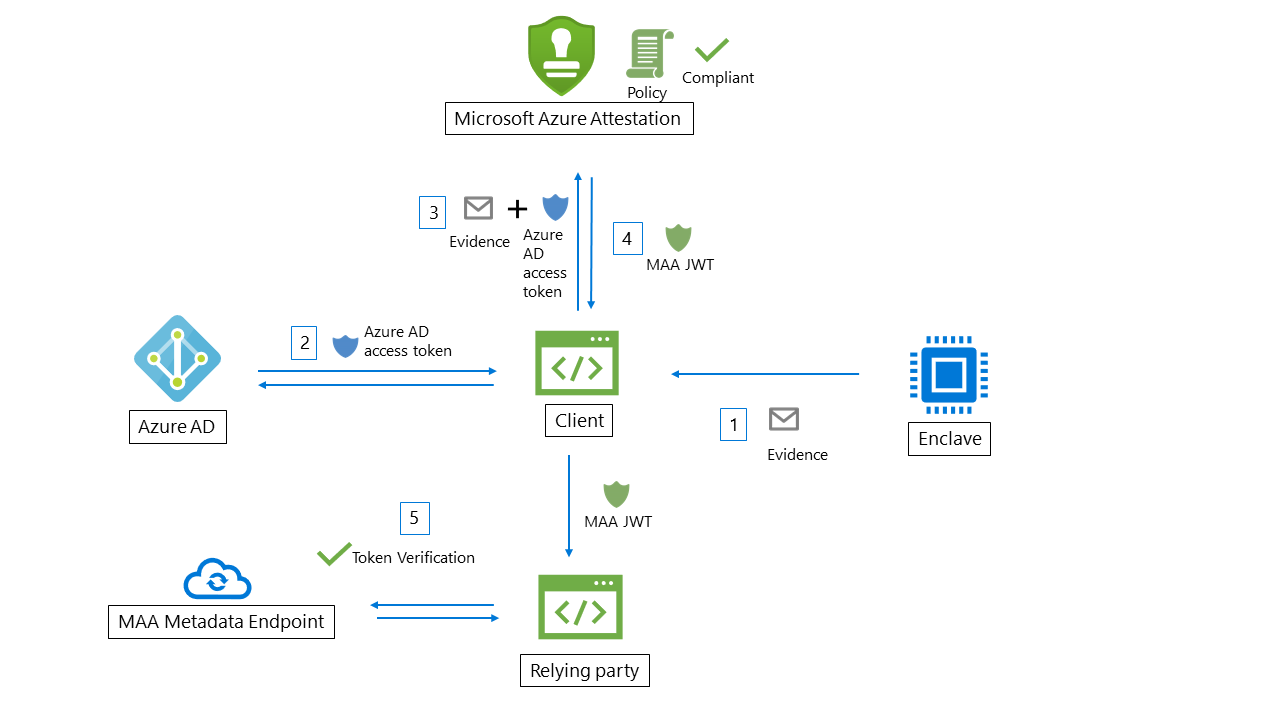 Policy
Compliant
Microsoft Azure Attestation
3
Evidence
+
Azure
AD
access
token
4
MAA JWT
2
Azure AD
access token
</>
Azure AD
Client
1
Evidence
Enclave
MAA JWT
5
Token Verification
</>
MAA Metadata Endpoint
Relying party